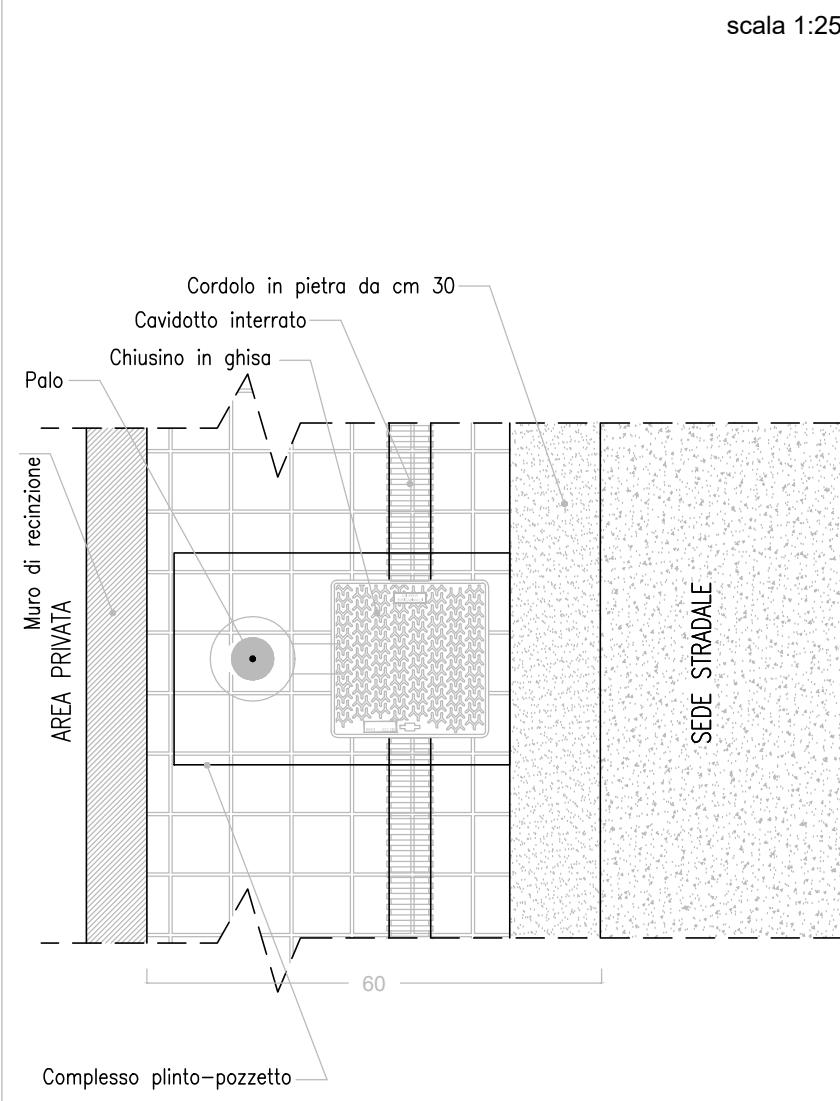 scala 1:25
Cordolo in pietra da cm 30
Cavidotto interrato
Chiusino in ghisa
Palo
Muro di recinzione
AREA PRIVATA
SEDE STRADALE
60
Complesso plinto-pozzetto